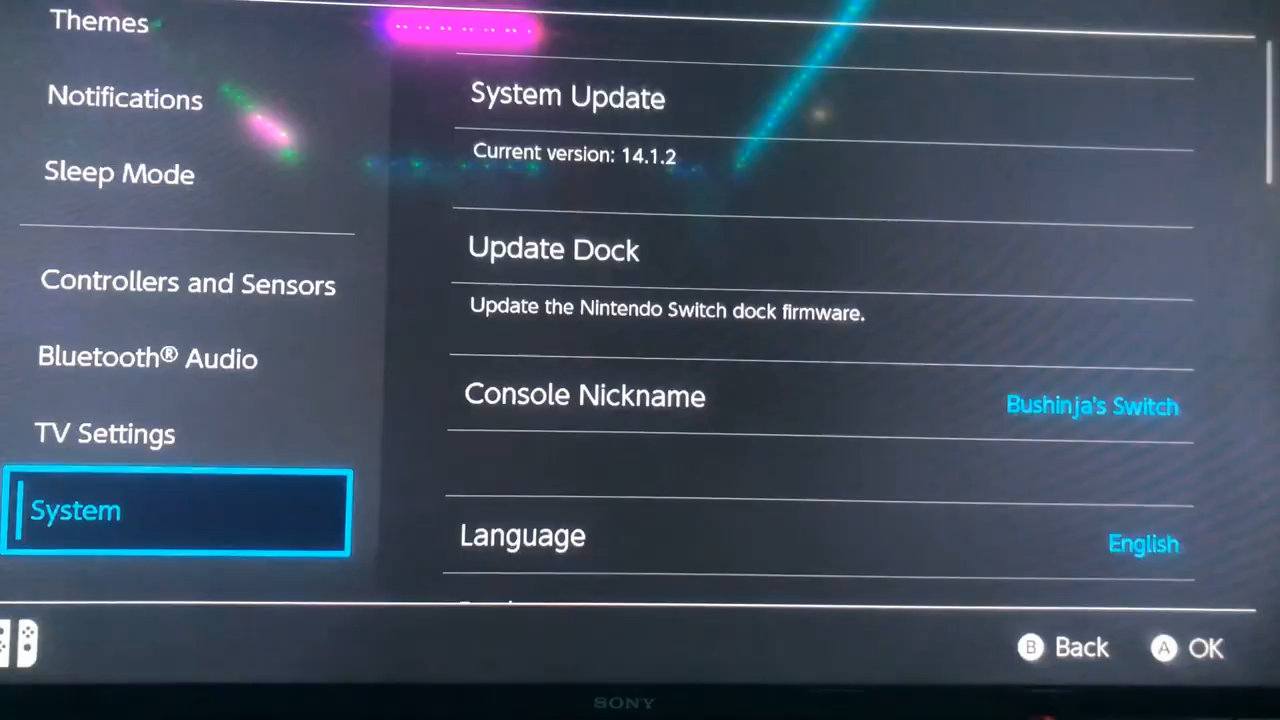 Themes
Notifications
Sleep Mode
Controllers and Sensors
Bluetooth® Audio
TV Settings
System
System Update
Current version: 14.1.2
Update Dock
Update the Nintendo Switch dock firmware.
Console Nickname
Bushinja's Switch
Language
English
B Back
A OK
SONY